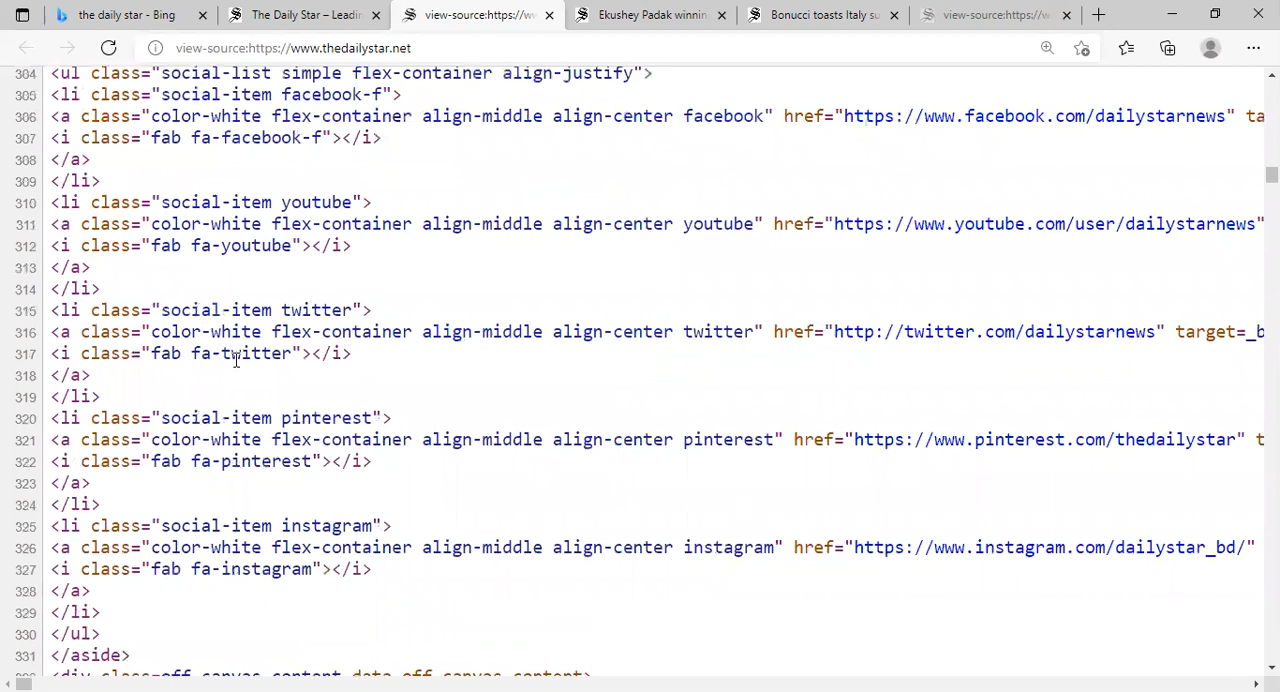 the daily star - Bing
The Daily Star – Leadin
view-source:https://ww
Ekushey Padak winnin
Bonucci toasts Italy su
view-source:https://w
view-source:https://www.thedailystar.net
304 <ul class="social-list simple flex-container align-justify">
305 <li class="social-item facebook-f">
306 <a class="color-white flex-container align-middle align-center facebook" href="https://www.facebook.com/dailystarnews" ta
307 <i class="fab fa-facebook-f"></i>
308 </a>
309 </li>
310 <li class="social-item youtube">
311 <a class="color-white flex-container align-middle align-center youtube" href="https://www.youtube.com/user/dailystarnews"
312 <i class="fab fa-youtube"></i>
313 </a>
314 </li>
315 <li class="social-item twitter">
316 <a class="color-white flex-container align-middle align-center twitter" href="http://twitter.com/dailystarnews" target=_b
317 <i class="fab fa-twitter"></i>
318 </a>
319 </li>
320 <li class="social-item pinterest">
321 <a class="color-white flex-container align-middle align-center pinterest" href="https://www.pinterest.com/thedailystar" t
322 <i class="fab fa-pinterest"></i>
323 </a>
324 </li>
325 <li class="social-item instagram">
326 <a class="color-white flex-container align-middle align-center instagram" href="https://www.instagram.com/dailystar_bd/"
327 <i class="fab fa-instagram"></i>
328 </a>
329 </li>
330 </ul>
331 </aside>
<div class=off-canvas-content data-off-canvas-content>